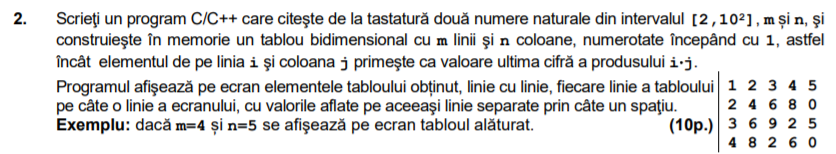 2. Scrieţi un program C/C++ care citeşte de la tastatură două numere naturale din intervalul [2,10²], m și n, şi
construieşte în memorie un tablou bidimensional cu m linii şi n coloane, numerotate începând cu 1, astfel
încât elementul de pe linia i şi coloana j primeşte ca valoare ultima cifră a produsului i·j.
Programul afişează pe ecran elementele tabloului obţinut, linie cu linie, fiecare linie a tabloului 1 2 3 4 5
pe câte o linie a ecranului, cu valorile aflate pe aceeaşi linie separate prin câte un spaţiu. 2 4 6 8 0
Exemplu: dacă m=4 și n=5 se afişează pe ecran tabloul alăturat. (10p.) 3 6 9 2 5
4 8 2 6 0